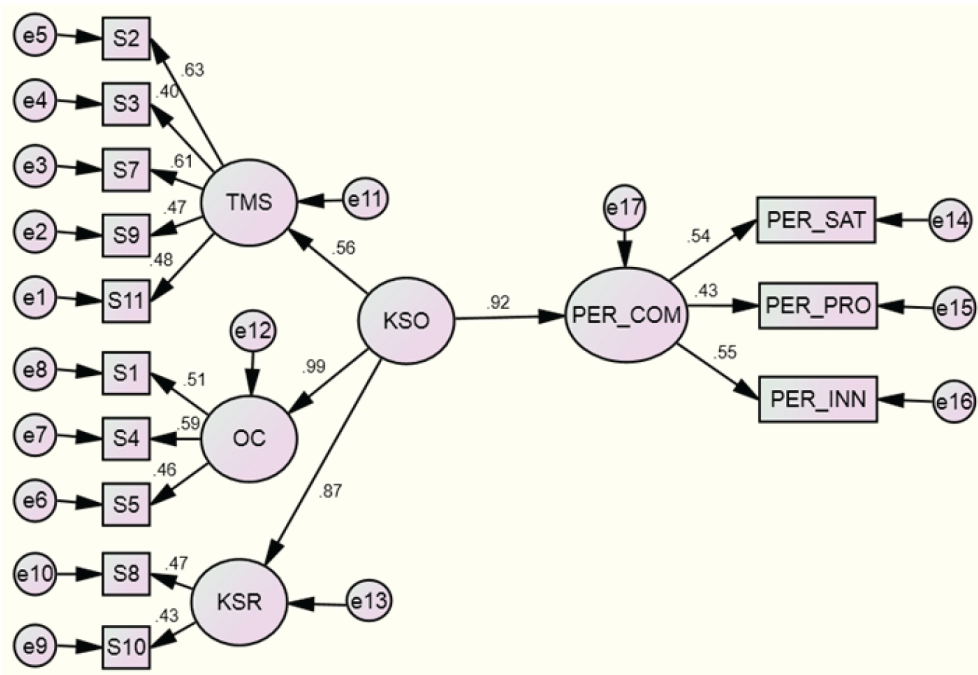 e5
S2
.63
e4
S3
.40
e3
S7
.61
e2
S9
.47
e1
S11
.48
TMS
e11
.56
e17
PER_SAT
e14
.54
KSO
.92
PER_COM
.43
PER_PRO
e15
e12
.99
.55
PER_INN
e16
e8
S1
.51
e7
S4
.59
OC
e6
S5
.46
.87
e10
S8
.47
KSR
e13
e9
S10
.43